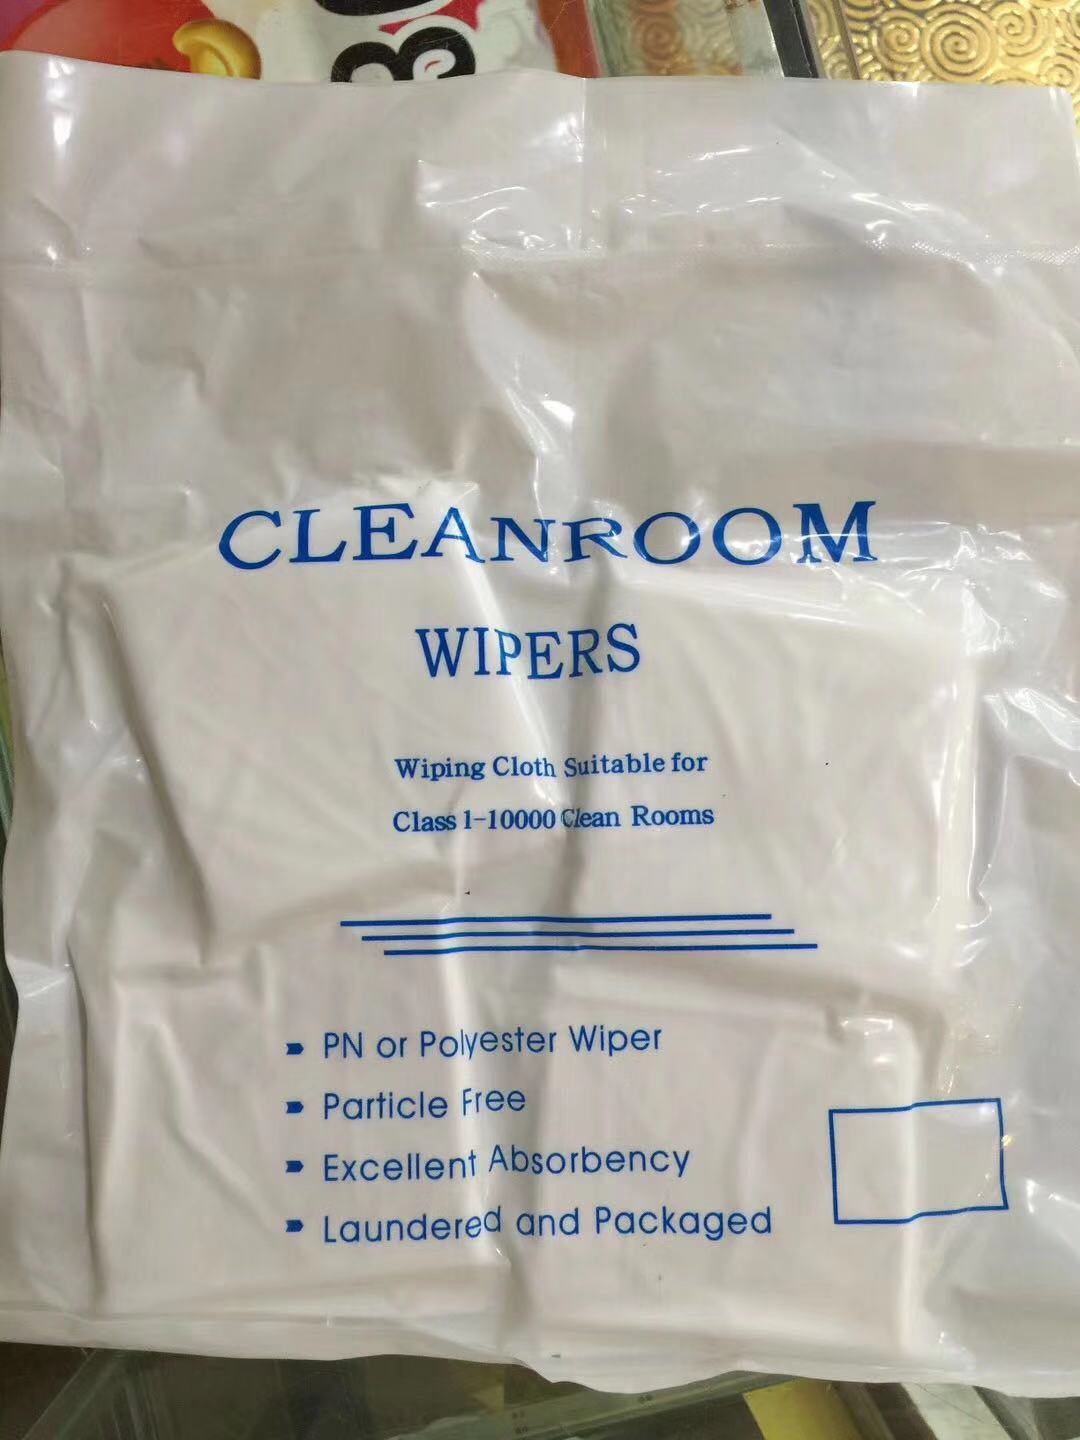 8
CLEANROOM
WIPERS
Wiping Cloth Suitable for
Class 1-10000 Clean Rooms
PN or Polyester Wiper
Particle Free
Excellent Absorbency
Laundered and Packaged